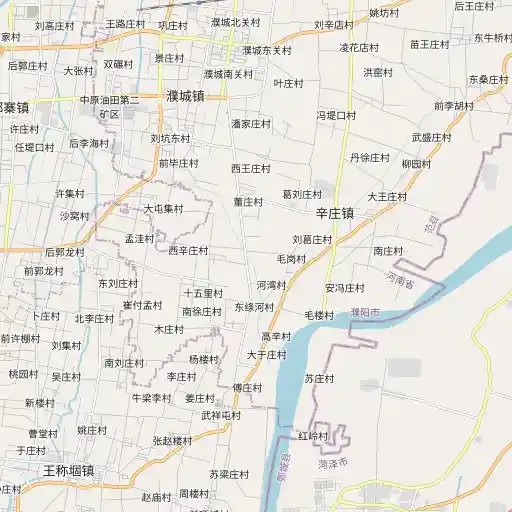 刘高庄村
王路庄村
巩庄村
濮城北关村
刘辛店村
姚坊村
后王庄村
濮城东关村
凌花店村
苗王庄村
东牛桥村
后郭庄村
双碾村
景庄村
大张村
濮城南关村
叶庄村
洪窑村
东桑庄村
濮城镇
中原油田第二
矿区
前李胡村
冯堤口村
许庄村
潘家庄村
任堤口村
后李海村
刘坑东村
武盛庄村
前毕庄村
西王庄村
丹徐庄村
柳园村
许集村
葛刘庄村
大王庄村
董庄村
大屯集村
沙窝村
辛庄镇
范县
孟洼村
刘葛庄村
后郭龙村
西辛庄村
南庄村
毛岗村
前郭龙村
河南省
东刘庄村
河湾村
安冯庄村
十五里村
崔付孟村
东绦河村
卜庄村
北李庄村
南徐庄村
毛楼村
濮阳市
木庄村
前许棚村
刘集村
高辛村
大于庄村
杨楼村
南刘庄村
桃园村
吴庄村
李庄村
苏庄村
傅庄村
新楼村
牛梁李村
姜庄村
武祥屯村
曹堂村
姚庄村
张赵楼村
红岭村
于庄村
鄄城县
菏泽市
王称堌镇
苏梁庄村
赵庙村
周楼村